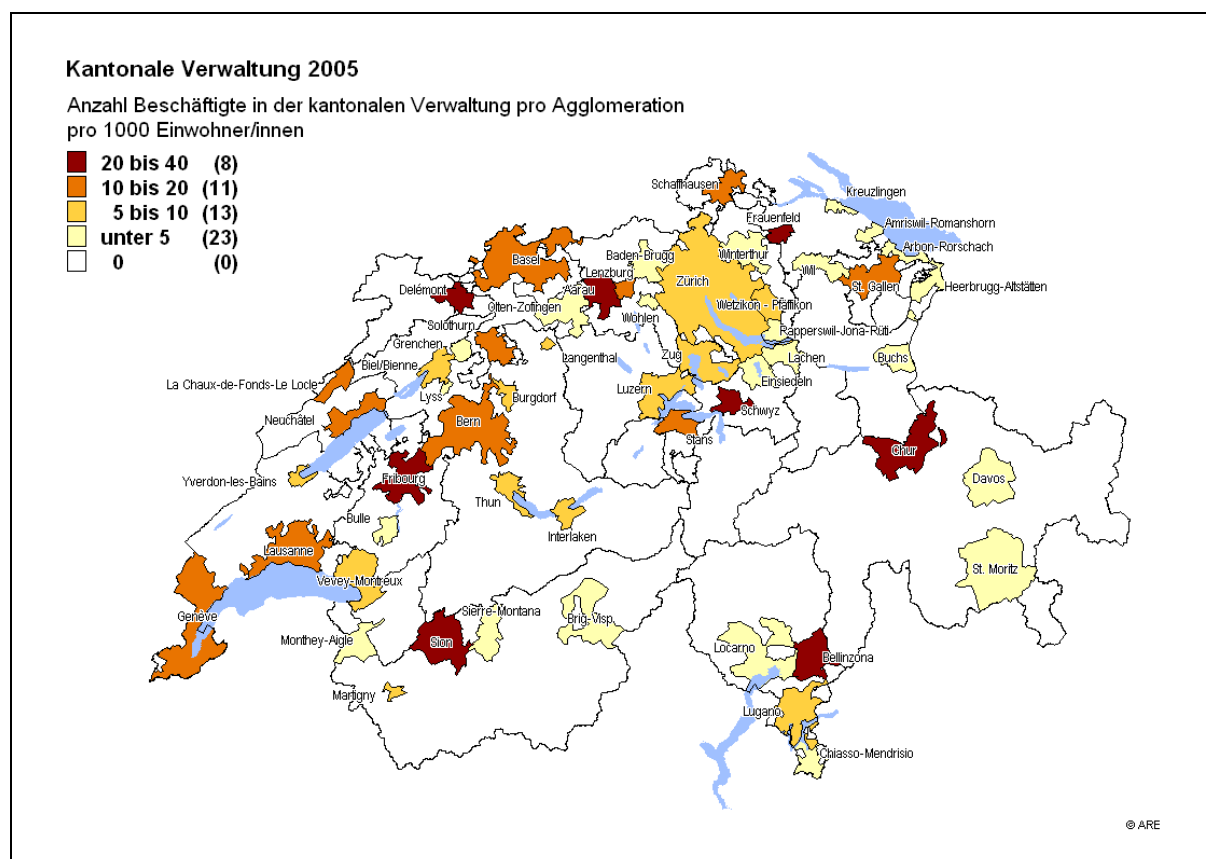 Kantonale Verwaltung 2005
Anzahl Beschäftigte in der kantonalen Verwaltung pro Agglomeration
pro 1000 Einwohner/innen
20 bis 40 (8)
10 bis 20 (11)
5 bis 10 (13)
unter 5 (23)
0 (0)
Schaffhausen
Kreuzlingen
Frauenfeld
Amriswil-Romanshorn
Arbon-Rorschach
Basel
Baden-Brugg
Winterthur
Wil
St. Gallen
Lenzburg
Zürich
Heerbrugg-Altstätten
Delémont
Aarau
Olten-Zofingen
Wohlen
Wetzikon - Pfäffikon
Solothurn
Rapperswil-Jona-Rüti
Grenchen
Langenthal
Zug
Lachen
Buchs
Biel/Bienne
La Chaux-de-Fonds-Le Locle
Lyss
Burgdorf
Luzern
Einsiedeln
Neuchâtel
Bern
Schwyz
Stans
Chur
Yverdon-les-Bains
Fribourg
Thun
Davos
Bulle
Interlaken
Lausanne
St. Moritz
Vevey-Montreux
Genève
Sierre-Montana
Brig-Visp
Monthey-Aigle
Sion
Locarno
Bellinzona
Martigny
Lugano
Chiasso-Mendrisio
© ARE